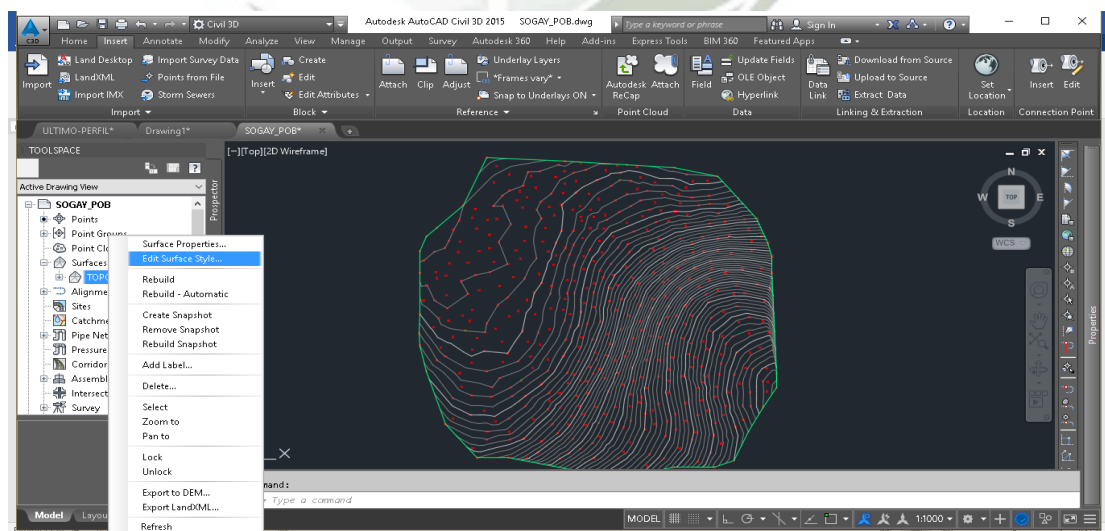 Civil 3D
Autodesk AutoCAD Civil 3D 2015 SOGAY_POB.dwg
Type a keyword or phrase
Sign In
Home Insert Annotate Modify Analyze View Manage Output Survey Autodesk 360 Help Add-ins Express Tools BIM 360 Featured Apps
Import
Land Desktop
LandXML
Import IMX
Import Survey Data
Points from File
Storm Sewers
Insert
Create
Edit
Edit Attributes
Attach
Clip
Adjust
Underlay Layers
*Frames vary*
Snap to Underlays ON
Autodesk ReCap
Attach
Field
Update Fields
OLE Object
Hyperlink
Data Link
Download from Source
Upload to Source
Extract Data
Set Location
Insert
Edit
Import
Block
Reference
Point Cloud
Data
Linking & Extraction
Location
Connection Point
ULTIMO-PERFIL*
Drawing1*
SOGAY_POB*
TOOLSPACE
Active Drawing View
Prospector
SOGAY_POB
Points
Point Groups
Point Clo
Surfaces
TOPO
Alignme
Sites
Catchme
Pipe Net
Pressure
Corridor
Assembl
Intersect
Survey
Surface Properties...
Edit Surface Style...
Rebuild
Rebuild - Automatic
Create Snapshot
Remove Snapshot
Rebuild Snapshot
Add Label...
Delete...
Select
Zoom to
Pan to
Lock
Unlock
Export to DEM...
Export LandXML...
Refresh
[-][Top][2D Wireframe]
N
W
TOP
E
S
WCS
Properties
mand:
Type a command
Model
Layou
MODEL
1:1000